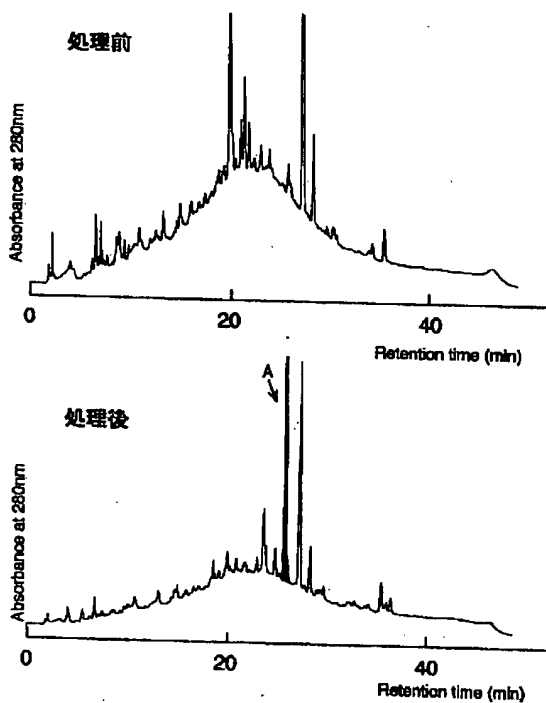 処理前
Absorbance at 280nm
0
20
40
Retention time (min)
A
処理後
Absorbance at 280nm
0
20
40
Retention time (min)